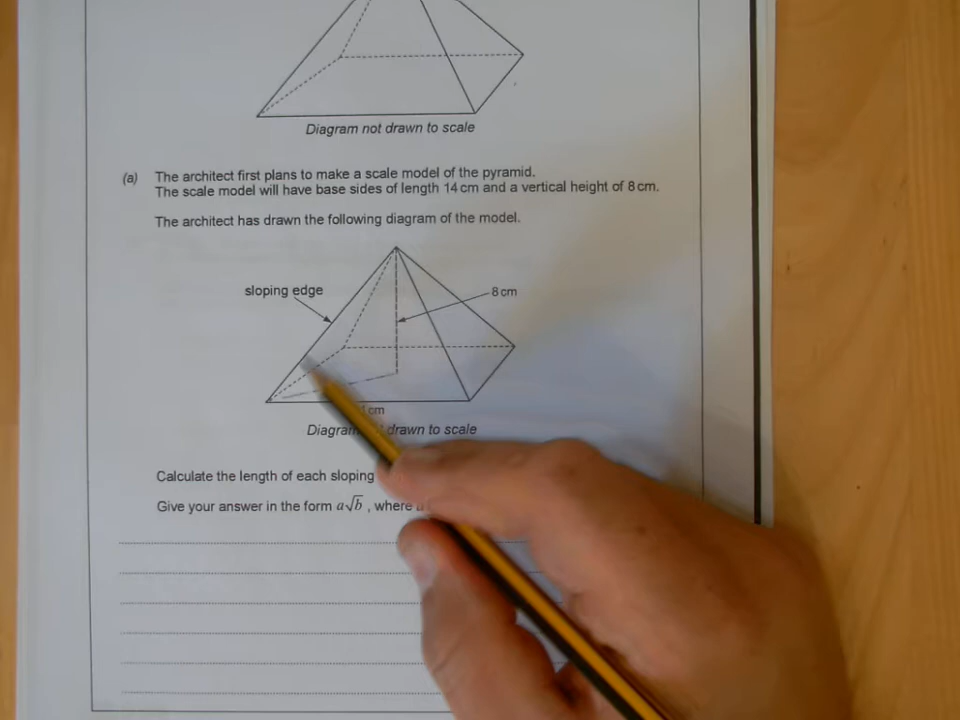 Diagram not drawn to scale
(a) The architect first plans to make a scale model of the pyramid.
The scale model will have base sides of length 14 cm and a vertical height of 8 cm.
The architect has drawn the following diagram of the model.
sloping edge
8 cm
cm
Diagram drawn to scale
Calculate the length of each sloping
Give your answer in the form a√b , where